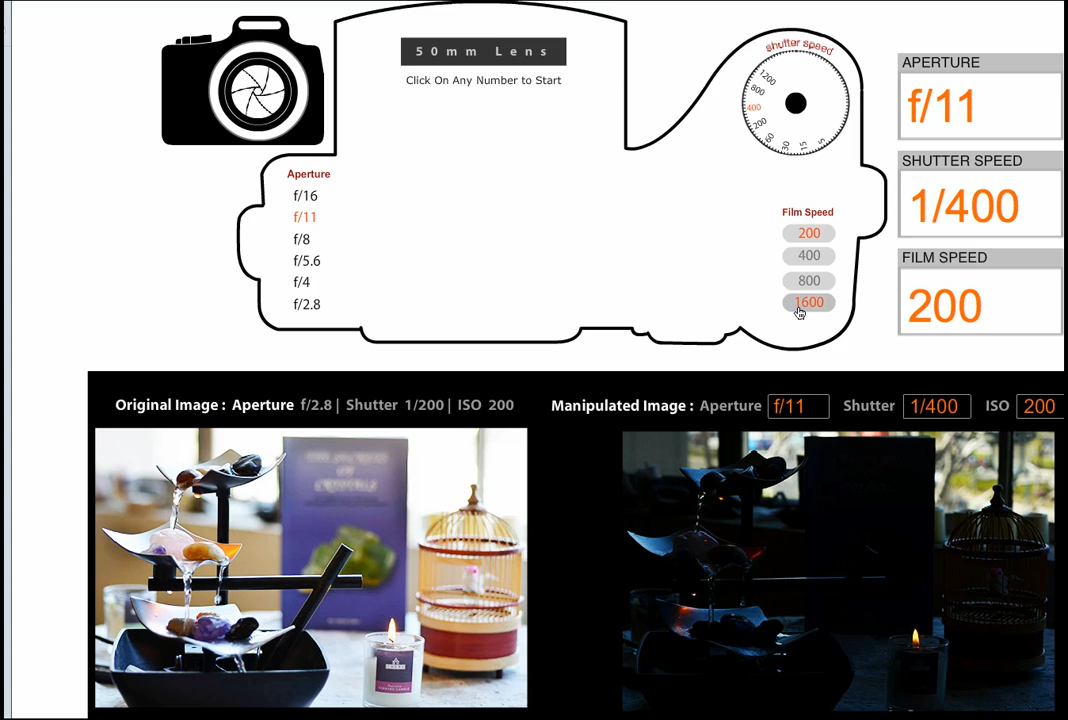 50mm Lens
Click On Any Number to Start
shutter speed
1200
800
400
200
60
30
15
5
Aperture
f/16
f/11
f/8
f/5.6
f/4
f/2.8
Film Speed
200
400
800
1600
APERTURE
f/11
SHUTTER SPEED
1/400
FILM SPEED
200
Original Image : Aperture f/2.8 | Shutter 1/200 | ISO 200
Manipulated Image : Aperture f/11 Shutter 1/400 ISO 200